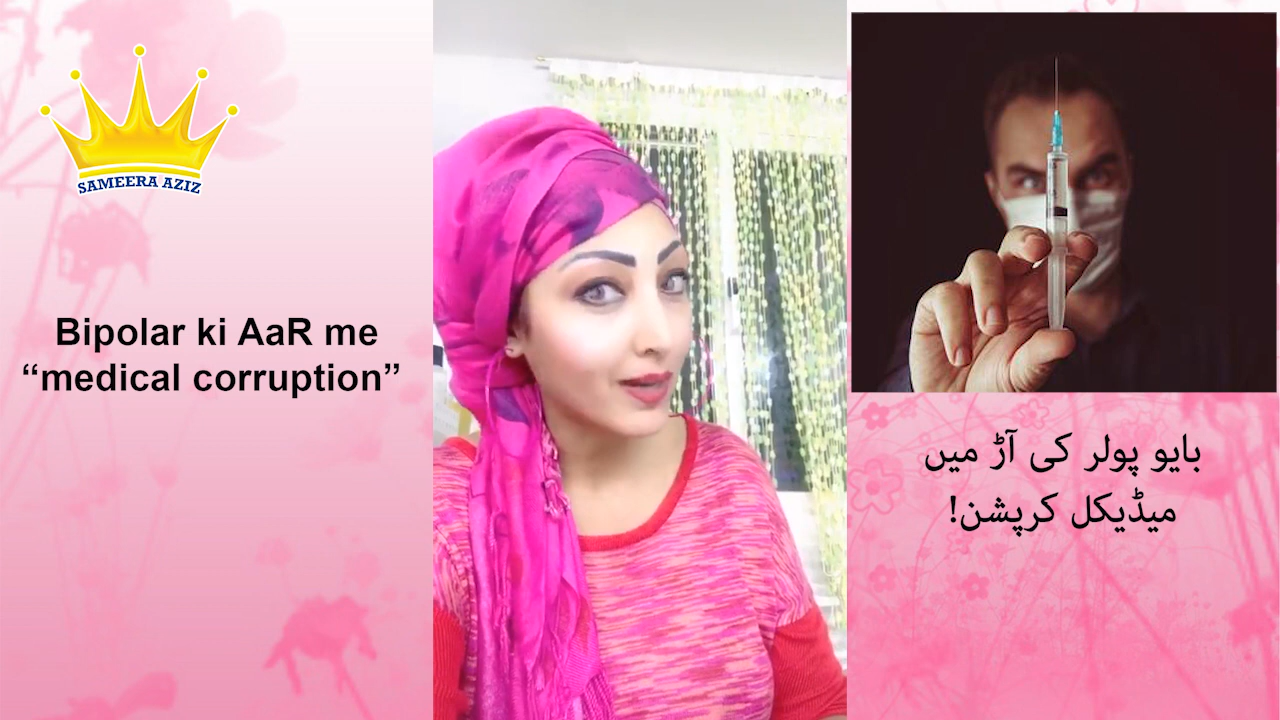 SAMEERA AZIZ
Bipolar ki AaR me
“medical corruption”
بایو پولر کی آڑ میں
میڈیکل کرپشن!